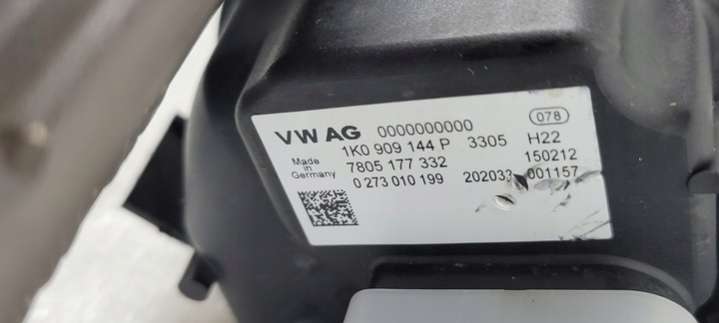 VW AG 0000000000 078
1K0 909 144 P 3305 H22
Made in Germany
7805 177 332 150212
0 273 010 199 202033 001157